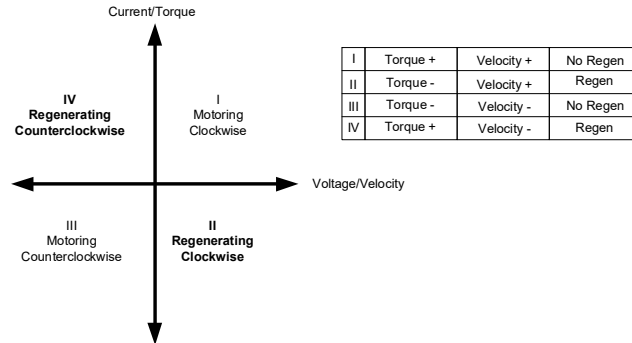 Current/Torque
IV
Regenerating
Counterclockwise
I
Motoring
Clockwise
Voltage/Velocity
III
Motoring
Counterclockwise
II
Regenerating
Clockwise
I Torque + Velocity + No Regen
II Torque - Velocity + Regen
III Torque - Velocity - No Regen
IV Torque + Velocity - Regen